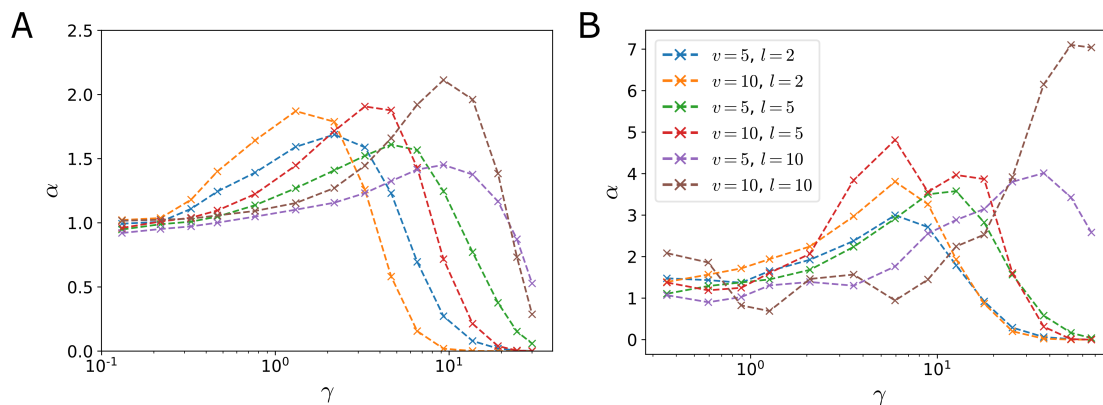 A
2.5
2.0
1.5
1.0
0.5
0.0
α
10⁻¹
10⁰
10¹
γ
B
7
6
5
4
3
2
1
0
α
10⁰
10¹
γ
v = 5, l = 2
v = 10, l = 2
v = 5, l = 5
v = 10, l = 5
v = 5, l = 10
v = 10, l = 10